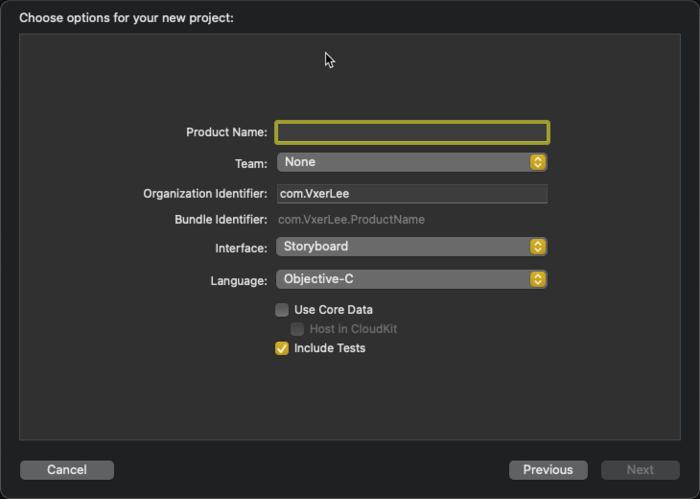 Choose options for your new project:
Product Name:
Team: None
Organization Identifier: com.VxerLee
Bundle Identifier: com.VxerLee.ProductName
Interface: Storyboard
Language: Objective-C
Use Core Data
Host in CloudKit
Include Tests
Cancel Previous Next